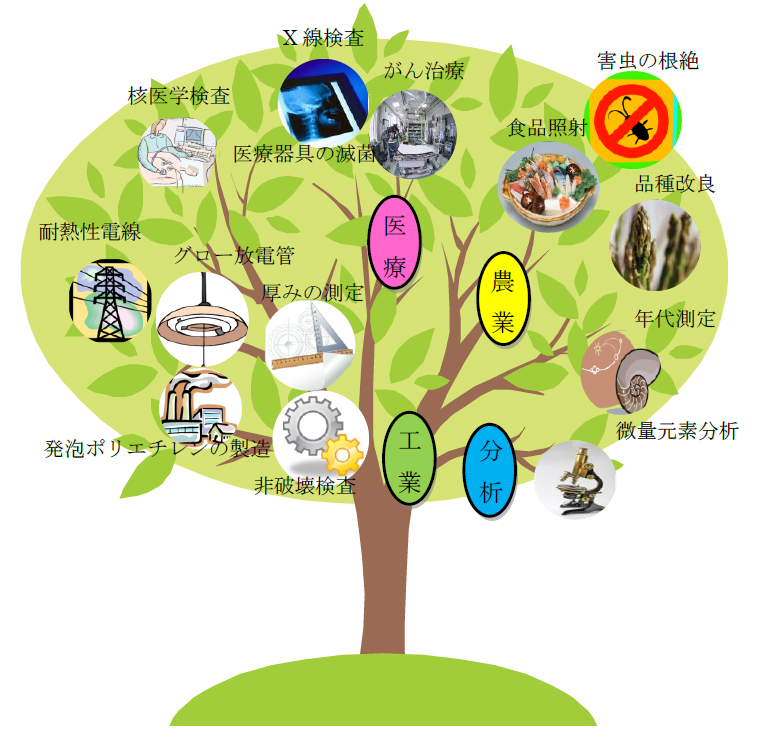 X線検査
がん治療
害虫の根絶
核医学検査
食品照射
医療器具の滅菌
品種改良
医療
耐熱性電線
グロー放電管
農業
厚みの測定
年代測定
工業
分析
微量元素分析
発泡ポリエチレンの製造
非破壊検査